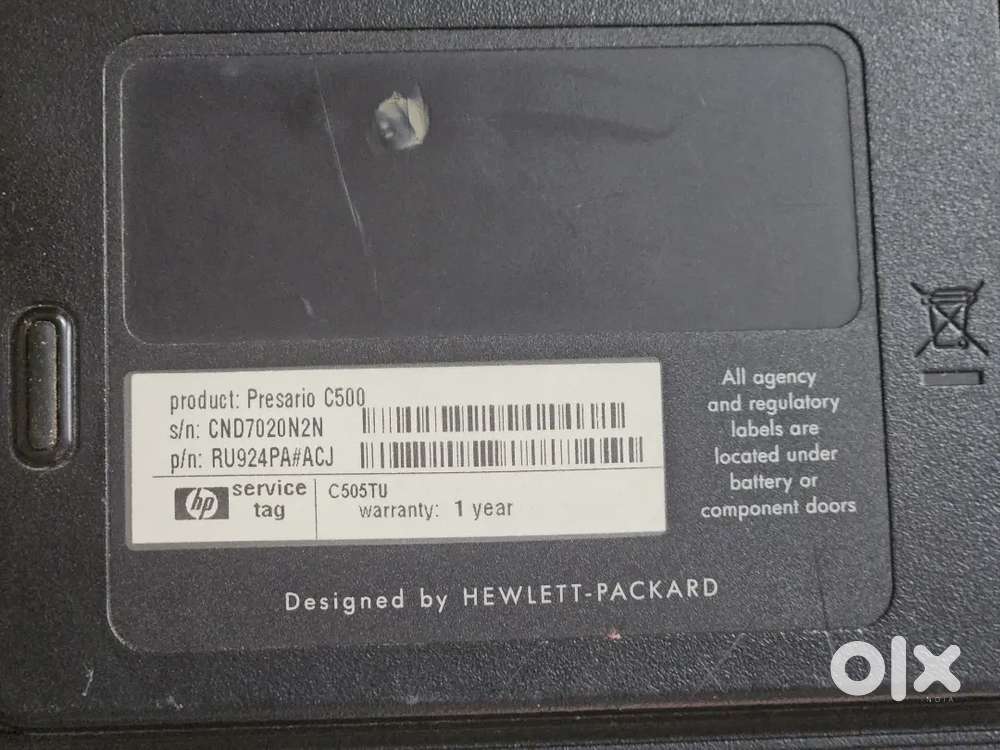 product: Presario C500
s/n: CND7020N2N
p/n: RU924PA#ACJ
hp
service
tag
C505TU
warranty: 1 year
All agency
and regulatory
labels are
located under
battery or
component doors
Designed by HEWLETT-PACKARD
olx
INDIA